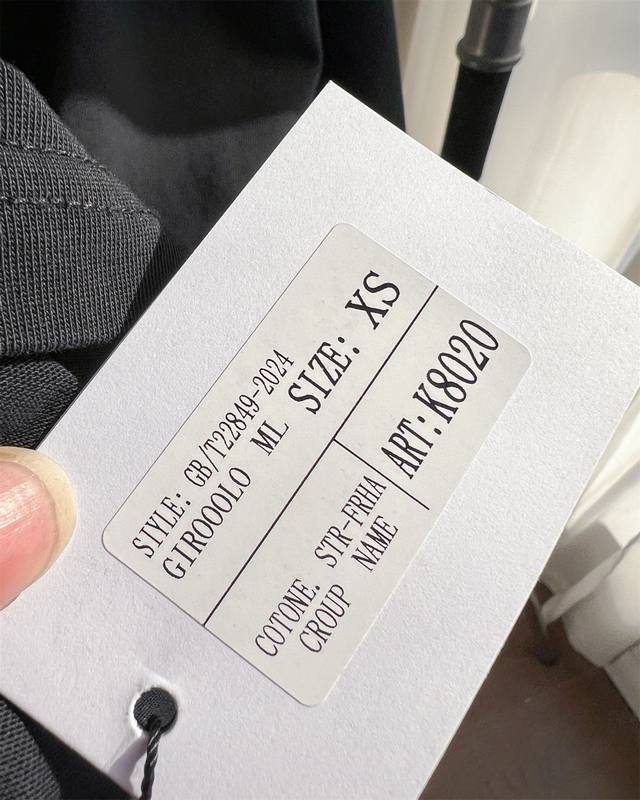 STYLE: GB/T22849-2024
GIROOOLO ML SIZE: XS
COTONE. STR-FRHA
CROUP NAME
ART:K8020